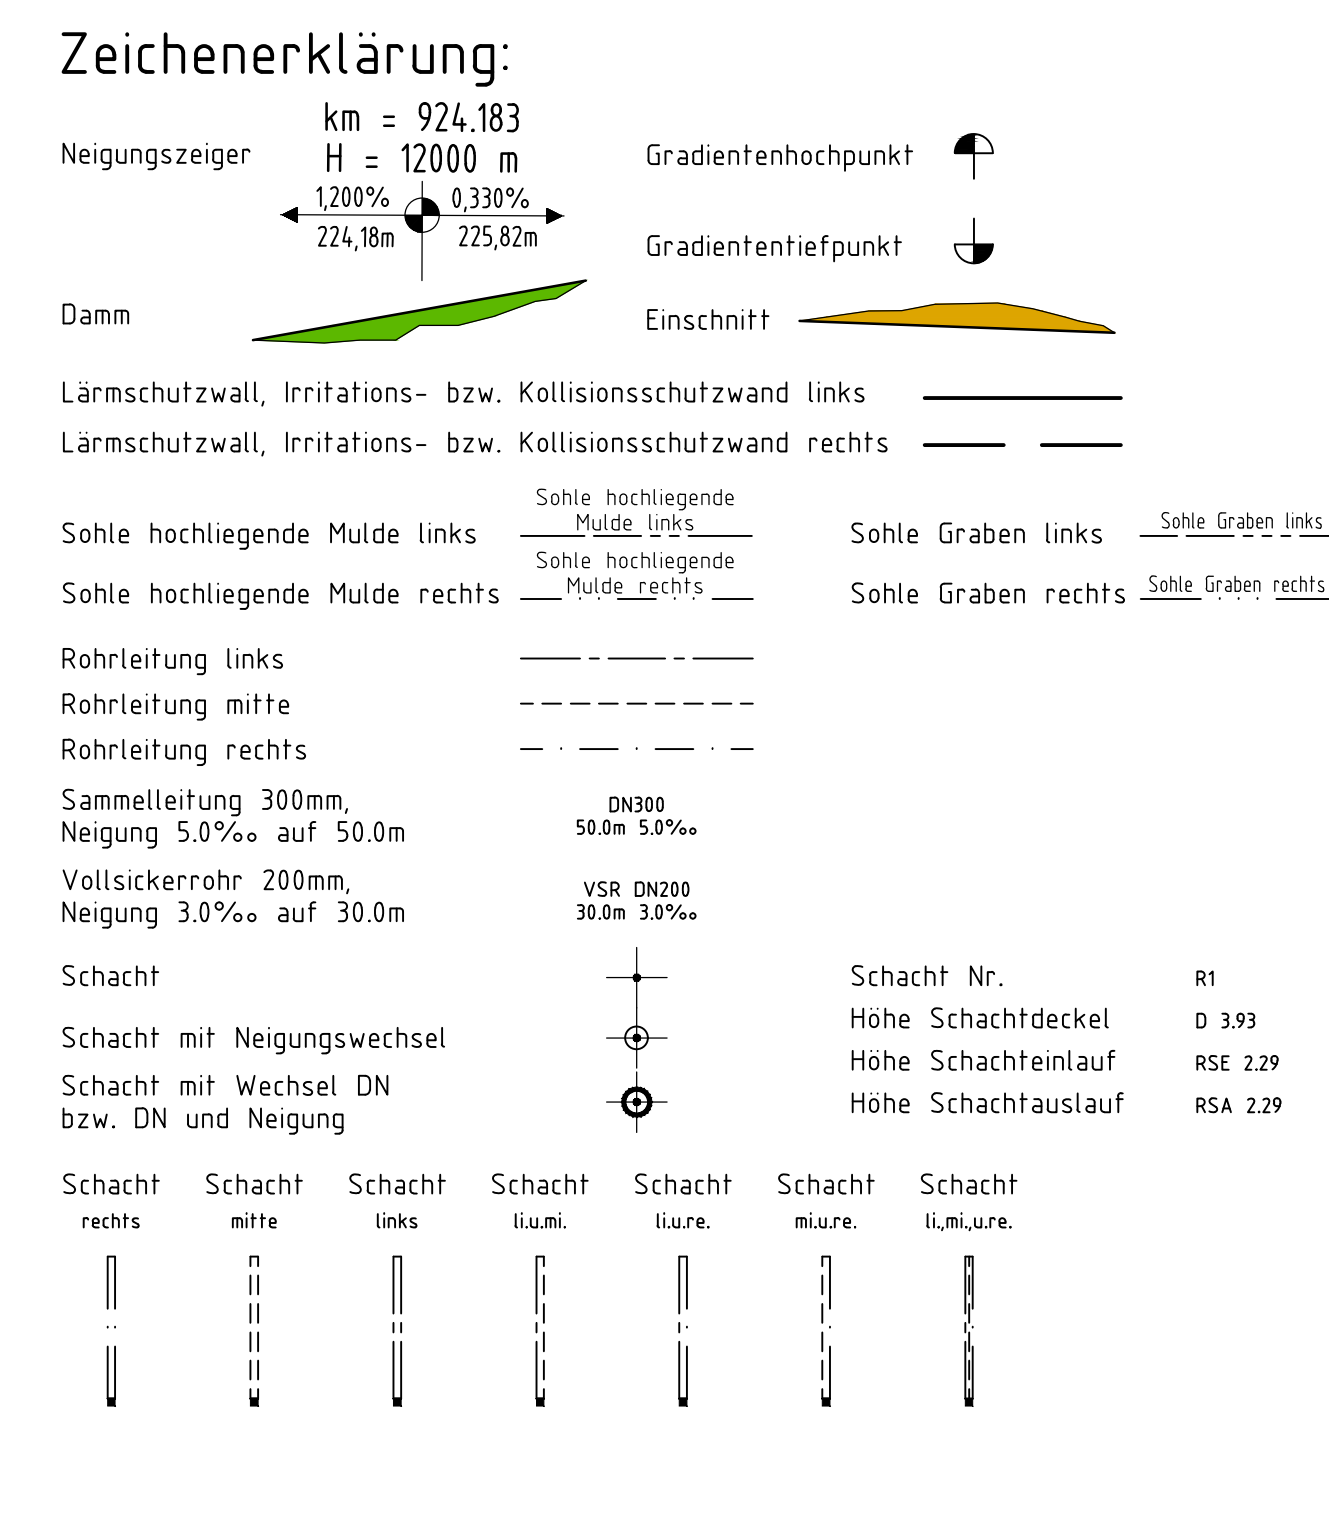 Zeichenerklärung:
Neigungszeiger
km = 924.183
H = 12000 m
1,200% 0,330%
224,18m 225,82m
Gradientenhochpunkt
Gradiententiefpunkt
Damm
Einschnitt
Lärmschutzwall, Irritations- bzw. Kollisionsschutzwand links
Lärmschutzwall, Irritations- bzw. Kollisionsschutzwand rechts
Sohle hochliegende Mulde links
Sohle hochliegende
Mulde links
Sohle Graben links
Sohle Graben links
Sohle hochliegende Mulde rechts
Sohle hochliegende
Mulde rechts
Sohle Graben rechts
Sohle Graben rechts
Rohrleitung links
Rohrleitung mitte
Rohrleitung rechts
Sammelleitung 300mm,
Neigung 5.0‰ auf 50.0m
DN300
50.0m 5.0‰
Vollsickerrohr 200mm,
Neigung 3.0‰ auf 30.0m
VSR DN200
30.0m 3.0‰
Schacht
Schacht mit Neigungswechsel
Schacht mit Wechsel DN
bzw. DN und Neigung
Schacht Nr. R1
Höhe Schachtdeckel D 3.93
Höhe Schachteinlauf RSE 2.29
Höhe Schachtauslauf RSA 2.29
Schacht Schacht Schacht Schacht Schacht Schacht Schacht
rechts mitte links li.u.mi. li.u.re. mi.u.re. li.,mi.,u.re.